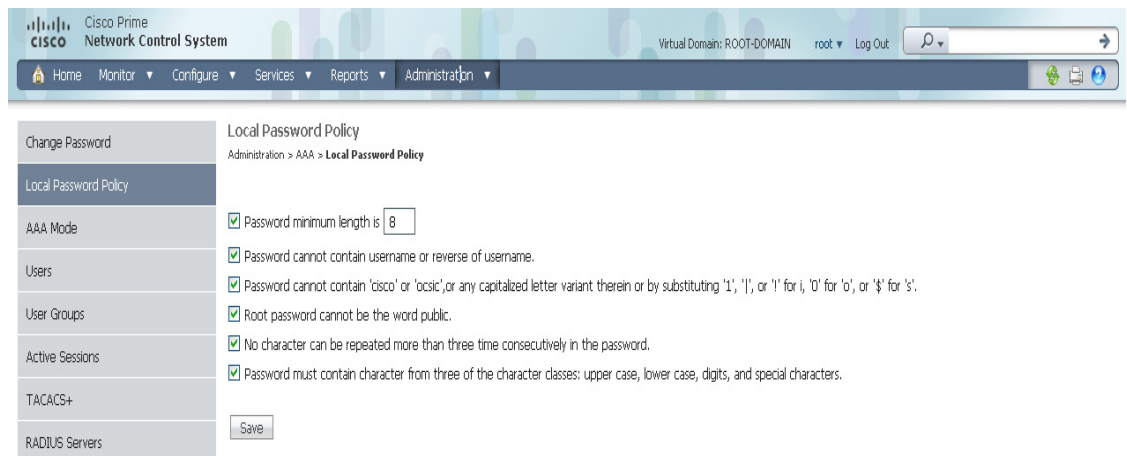 Cisco Prime
CISCO Network Control System
Virtual Domain: ROOT-DOMAIN root ▼ Log Out
Home Monitor ▼ Configure ▼ Services ▼ Reports ▼ Administration ▼
Change Password
Local Password Policy
AAA Mode
Users
User Groups
Active Sessions
TACACS+
RADIUS Servers
Local Password Policy
Administration > AAA > Local Password Policy
Password minimum length is 8
Password cannot contain username or reverse of username.
Password cannot contain 'cisco' or 'ocsic',or any capitalized letter variant therein or by substituting '1', '|', or '!' for i, '0' for 'o', or '$' for 's'.
Root password cannot be the word public.
No character can be repeated more than three time consecutively in the password.
Password must contain character from three of the character classes: upper case, lower case, digits, and special characters.
Save